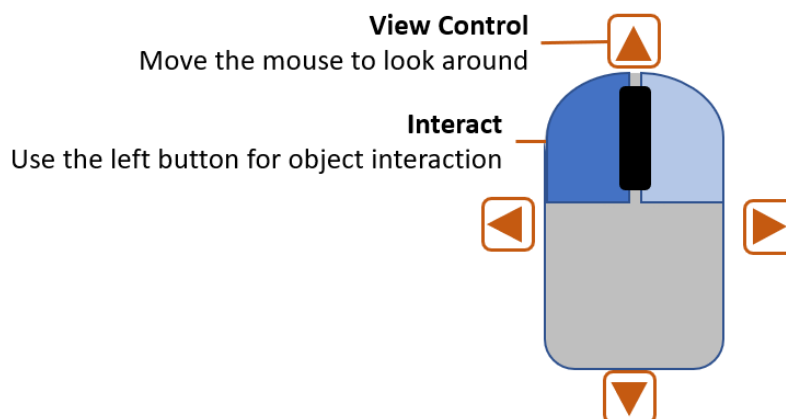 View Control
Move the mouse to look around
Interact
Use the left button for object interaction